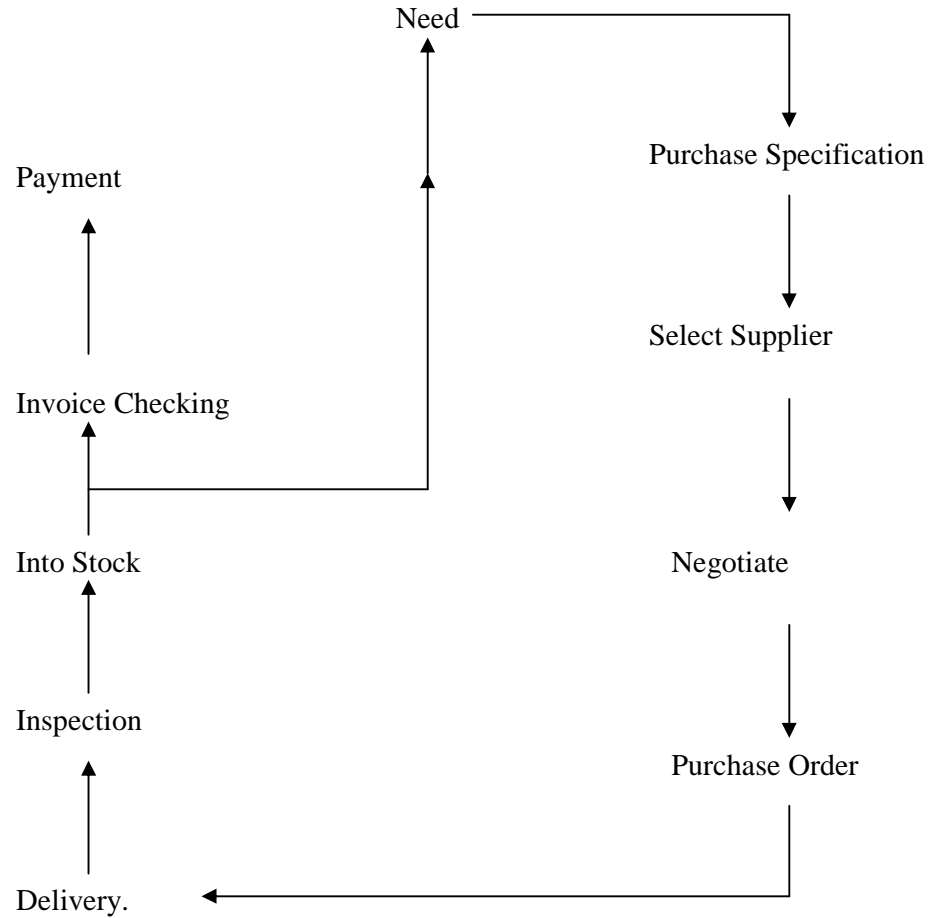 Need
Purchase Specification
Payment
Select Supplier
Invoice Checking
Into Stock
Negotiate
Inspection
Purchase Order
Delivery.